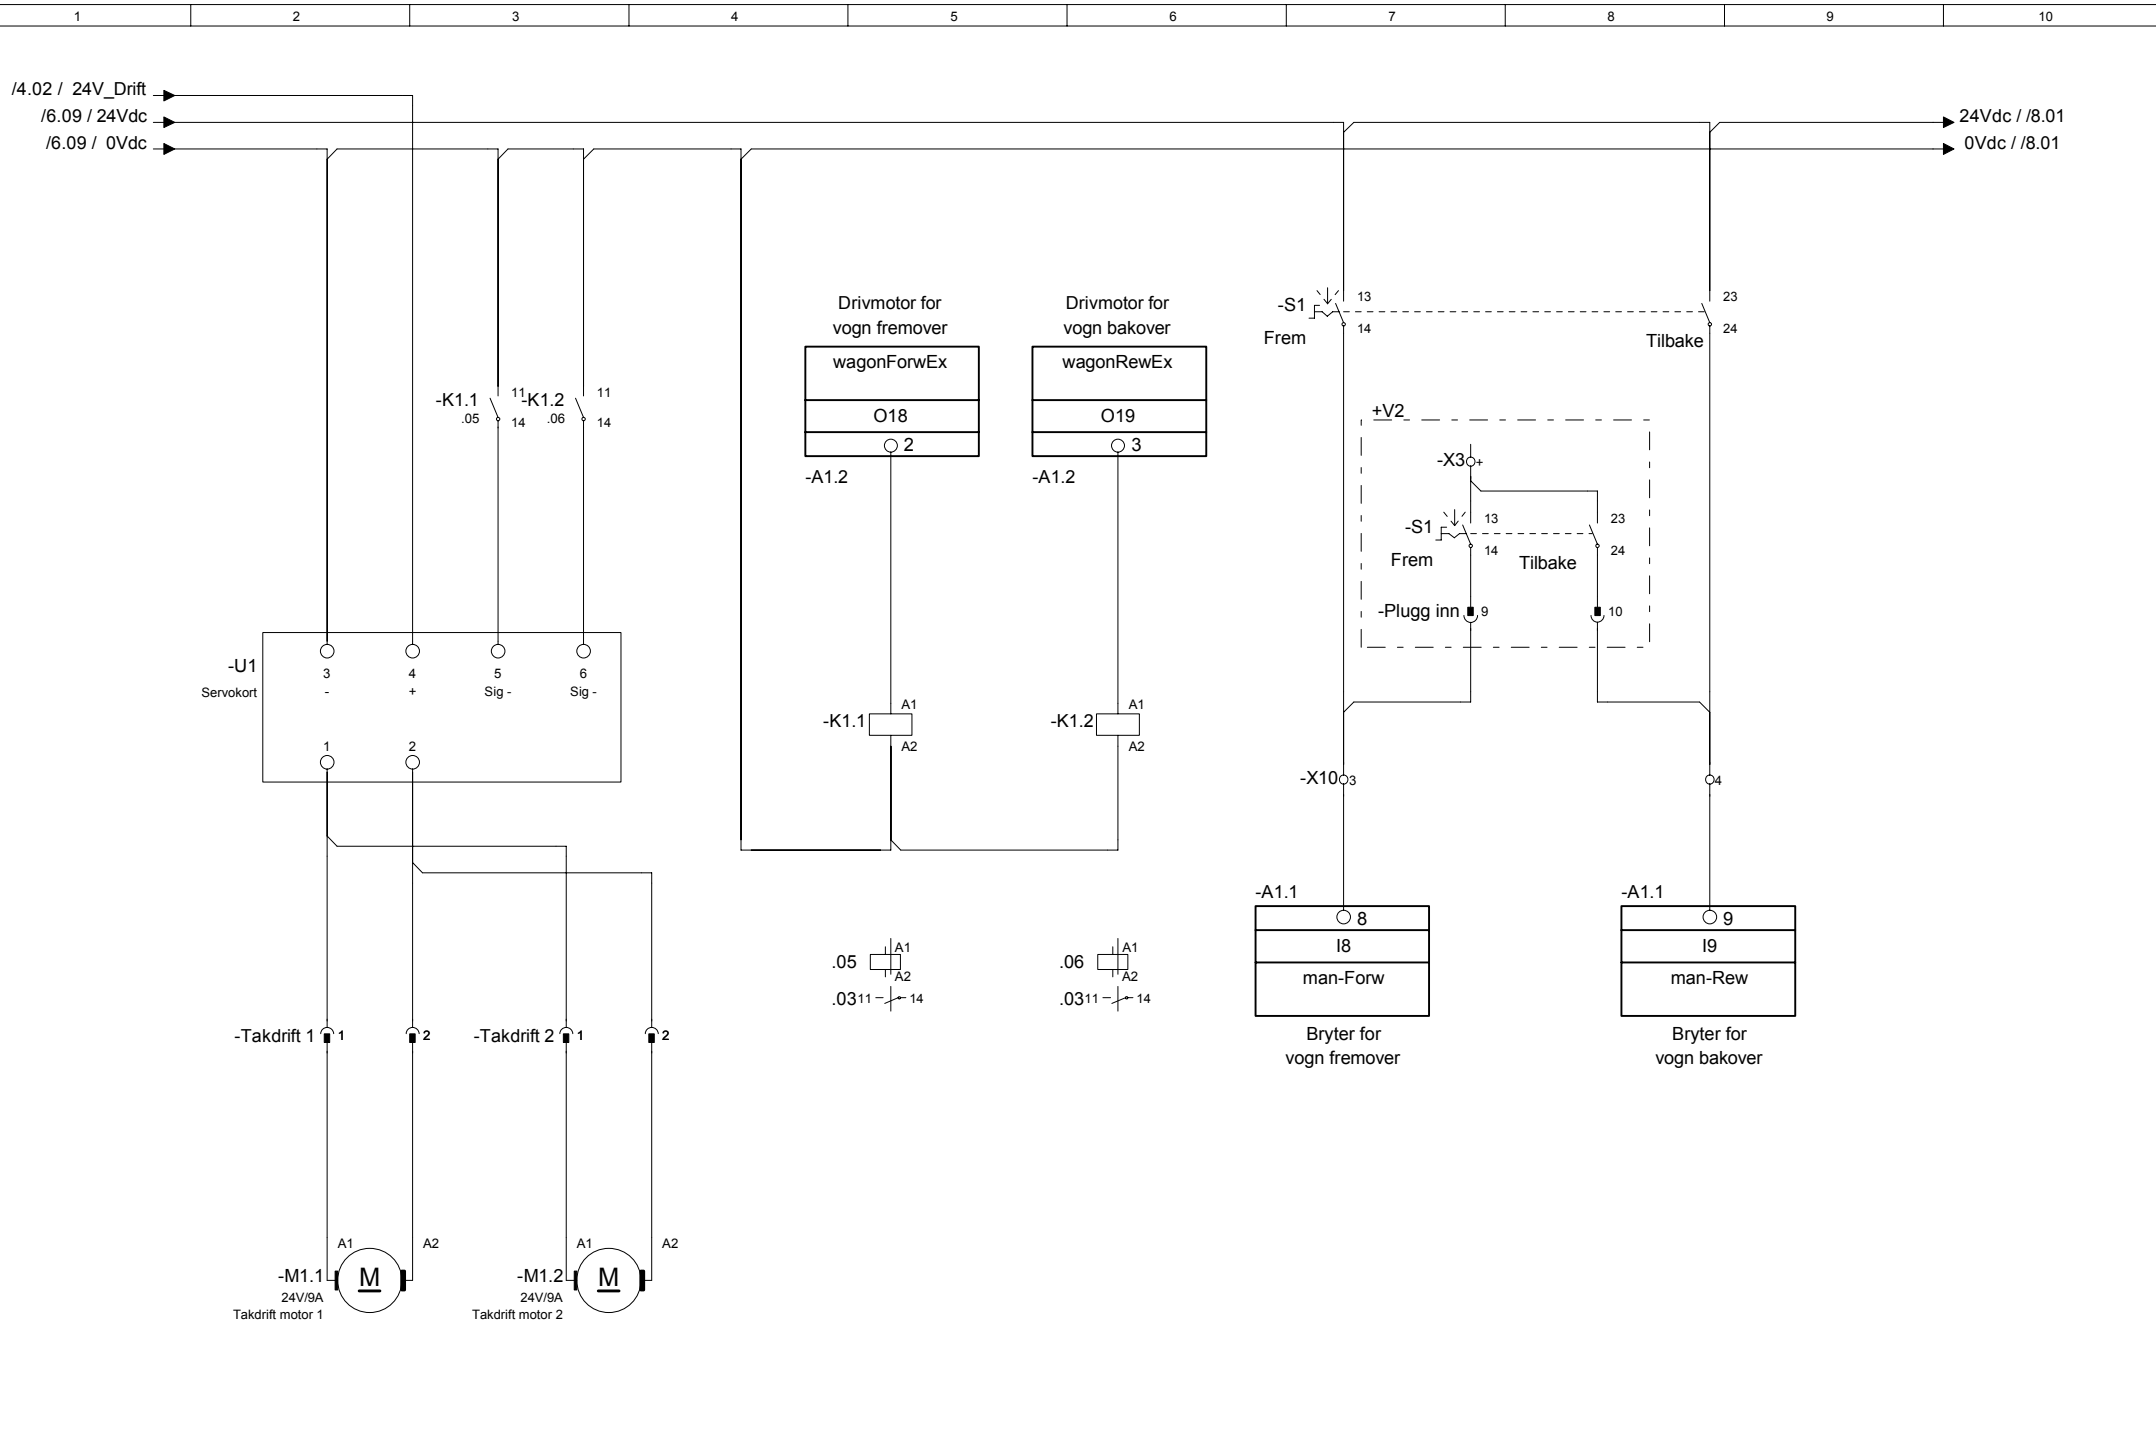 1 2 3 4 5 6 7 8 9 10
/4.02 / 24V_Drift
/6.09 / 24Vdc
24Vdc / /8.01
/6.09 / 0Vdc
0Vdc / /8.01
Drivmotor for
vogn fremover
wagonForwEx
O18
2
-A1.2
Drivmotor for
vogn bakover
wagonRewEx
O19
3
-A1.2
-S1
13
14
Frem
23
24
Tilbake
-K1.1
.05
11
14
-K1.2
.06
11
14
+V2
-X3
+
-S1
13
14
Frem
23
24
Tilbake
-Plugg inn
9
10
-U1
Servokort
3
-
4
+
5
Sig -
6
Sig -
1
2
-K1.1
A1
A2
-K1.2
A1
A2
-X10
3
4
-A1.1
8
I8
man-Forw
Bryter for
vogn fremover
-A1.1
9
I9
man-Rew
Bryter for
vogn bakover
.05
A1
A2
.03
11
14
.06
A1
A2
.03
11
14
-Takdrift 1
1
2
-Takdrift 2
1
2
A1
A2
-M1.1
24V/9A
Takdrift motor 1
M
A1
A2
-M1.2
24V/9A
Takdrift motor 2
M